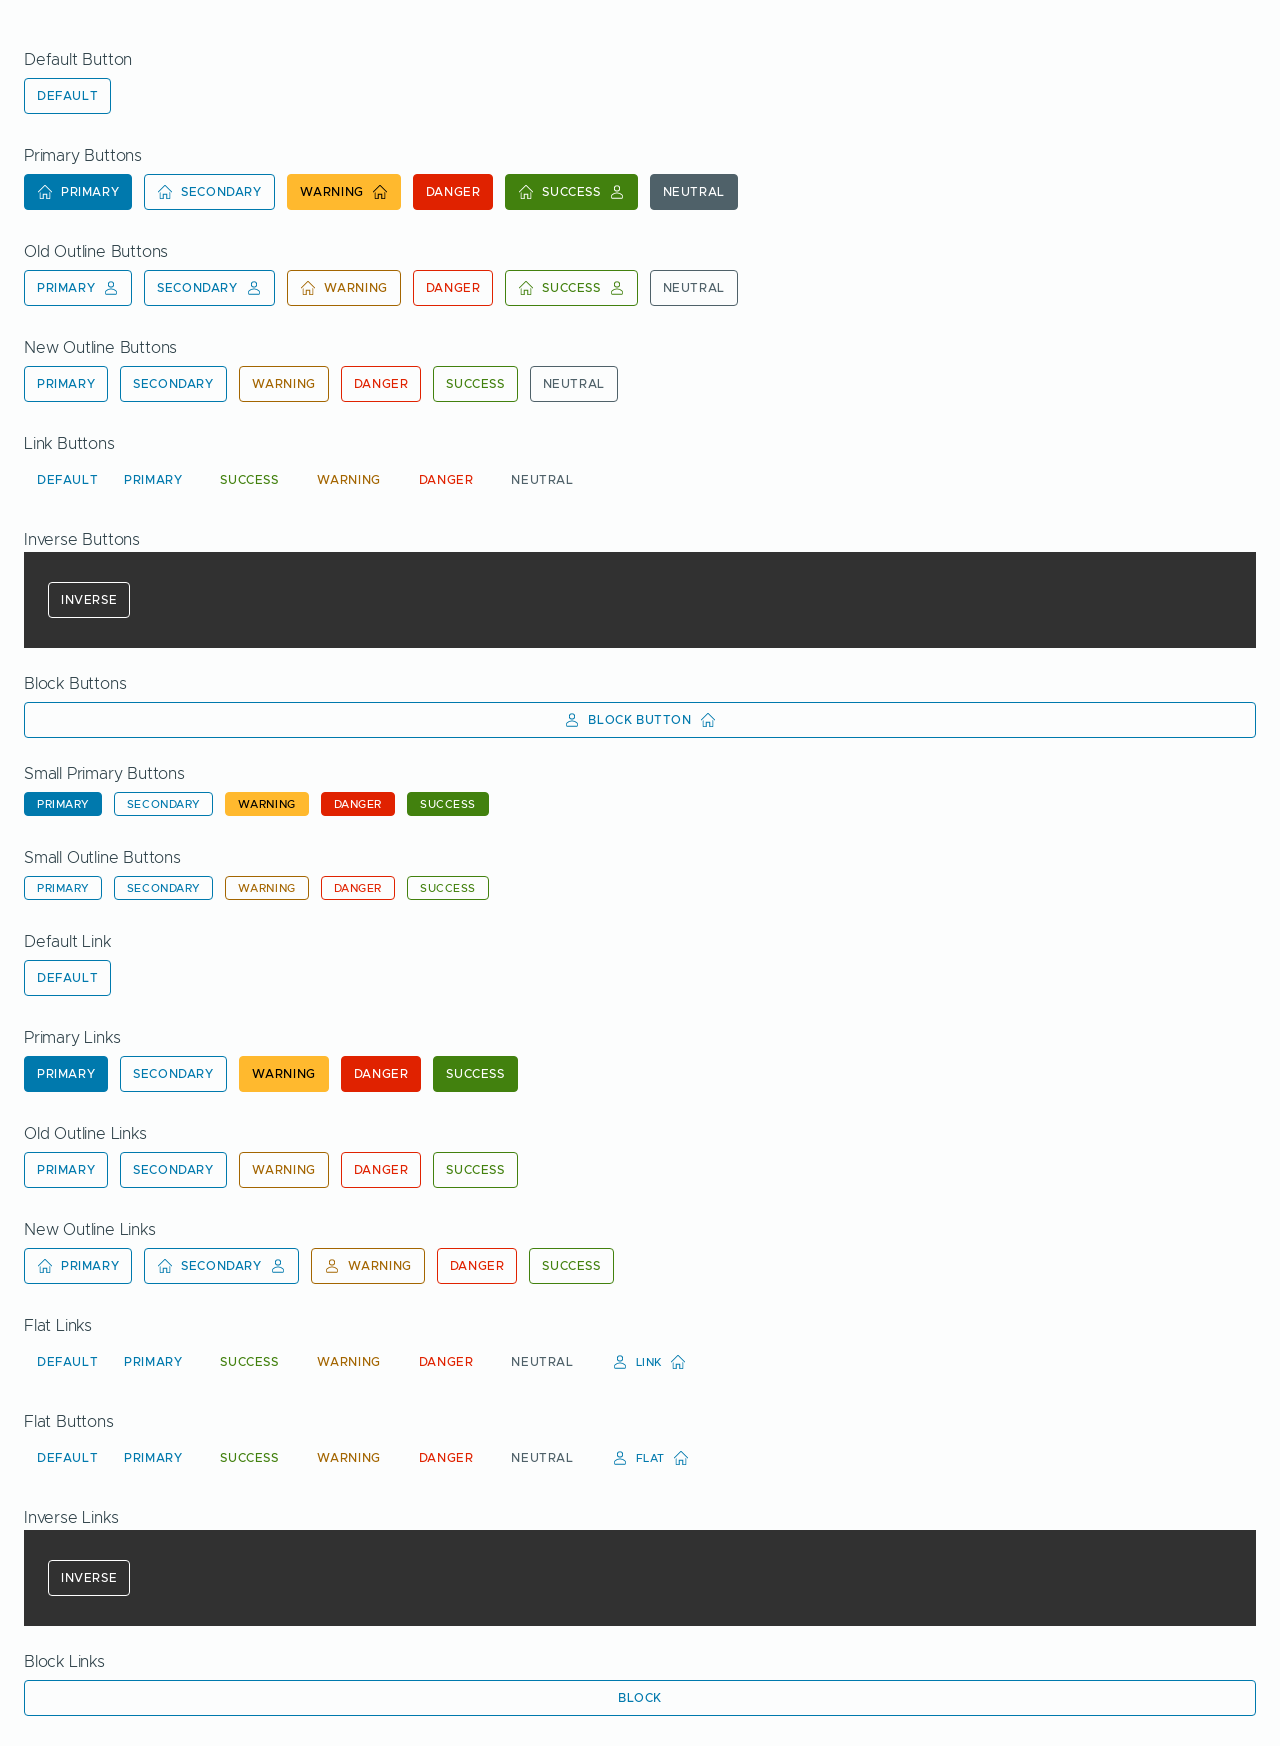 Default Button
DEFAULT
Primary Buttons
PRIMARY SECONDARY WARNING DANGER SUCCESS NEUTRAL
Old Outline Buttons
PRIMARY SECONDARY WARNING DANGER SUCCESS NEUTRAL
New Outline Buttons
PRIMARY SECONDARY WARNING DANGER SUCCESS NEUTRAL
Link Buttons
DEFAULT PRIMARY SUCCESS WARNING DANGER NEUTRAL
Inverse Buttons
INVERSE
Block Buttons
BLOCK BUTTON
Small Primary Buttons
PRIMARY SECONDARY WARNING DANGER SUCCESS
Small Outline Buttons
PRIMARY SECONDARY WARNING DANGER SUCCESS
Default Link
DEFAULT
Primary Links
PRIMARY SECONDARY WARNING DANGER SUCCESS
Old Outline Links
PRIMARY SECONDARY WARNING DANGER SUCCESS
New Outline Links
PRIMARY SECONDARY WARNING DANGER SUCCESS
Flat Links
DEFAULT PRIMARY SUCCESS WARNING DANGER NEUTRAL LINK
Flat Buttons
DEFAULT PRIMARY SUCCESS WARNING DANGER NEUTRAL FLAT
Inverse Links
INVERSE
Block Links
BLOCK